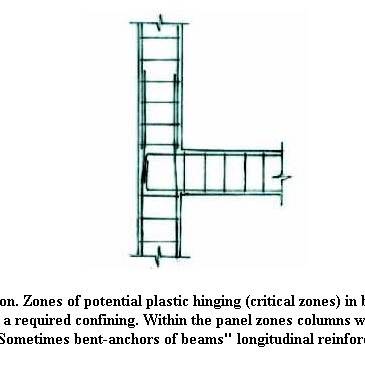 on. Zones of potential plastic hinging (critical zones) in b
a required confining. Within the panel zones columns w
Sometimes bent-anchors of beams" longitudinal reinfor